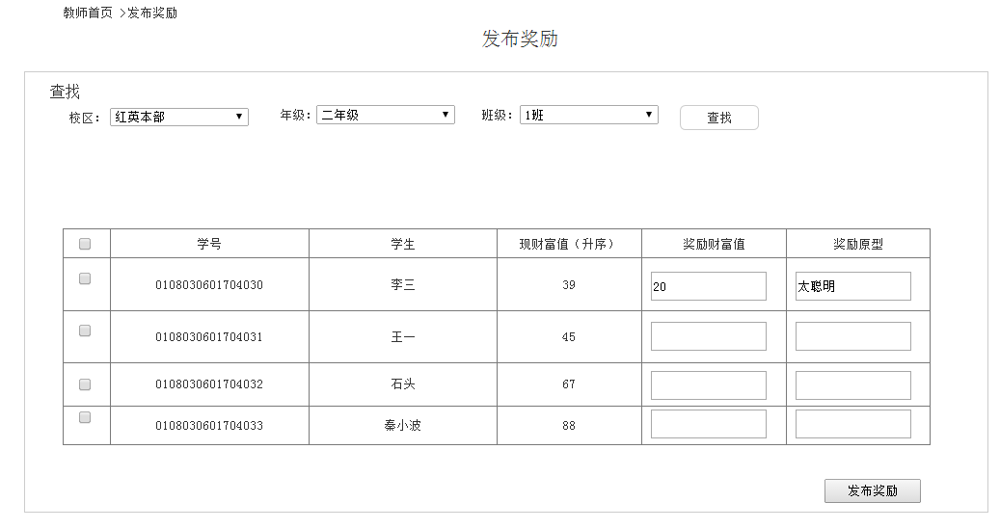 教师首页 >发布奖励
发布奖励
查找
校区： 红英本部 年级： 二年级 班级： 1班 查找
学号 学生 现财富值（升序） 奖励财富值 奖励原型
0108030601704030 李三 39 20 太聪明
0108030601704031 王一 45
0108030601704032 石头 67
0108030601704033 秦小波 88
发布奖励